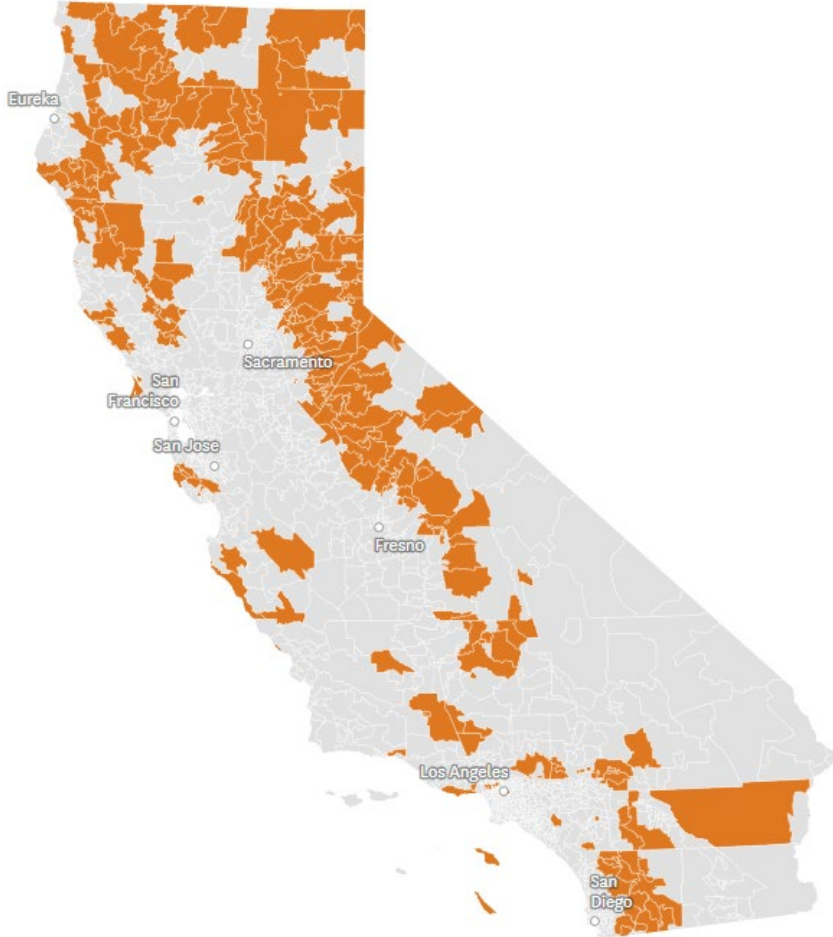 Eureka
Sacramento
San
Francisco
San Jose
Fresno
Los Angeles
San
Diego